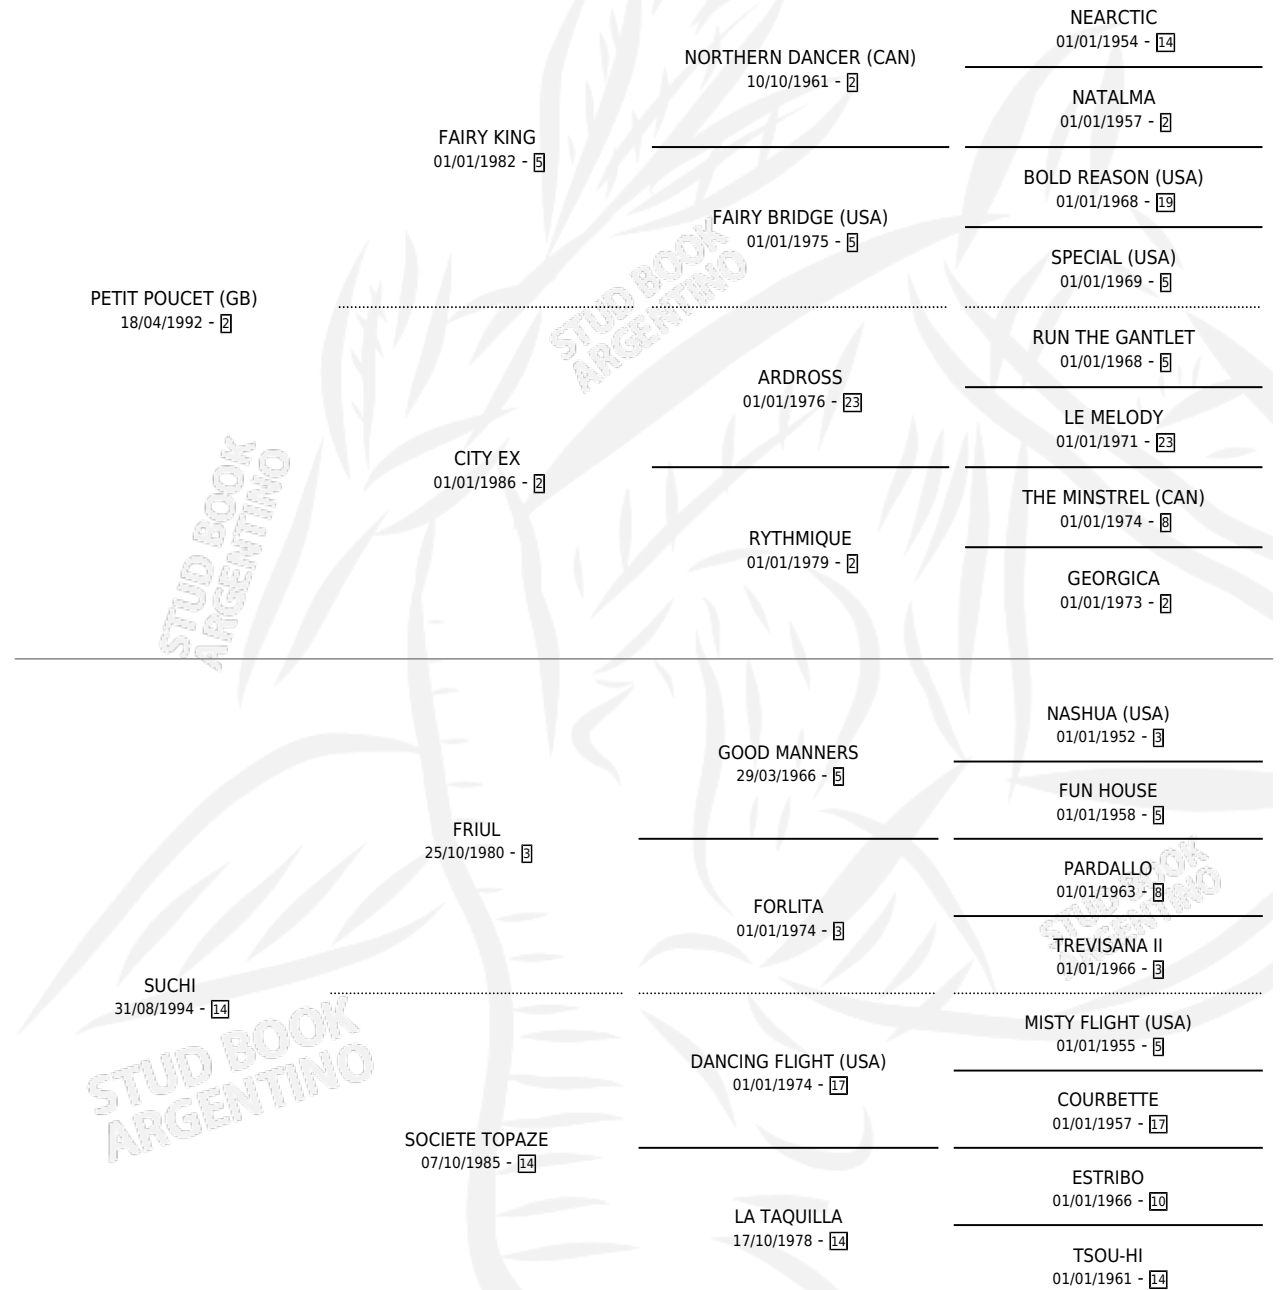 NEARCTIC
01/01/1954 - 14
NORTHERN DANCER (CAN)
10/10/1961 - 2
NATALMA
01/01/1957 - 2
FAIRY KING
01/01/1982 - 5
BOLD REASON (USA)
01/01/1968 - 19
FAIRY BRIDGE (USA)
01/01/1975 - 5
SPECIAL (USA)
01/01/1969 - 5
PETIT POUCET (GB)
18/04/1992 - 2
STUD BOOK
ARGENTINO
RUN THE GANTLET
01/01/1968 - 5
ARDROSS
01/01/1976 - 23
LE MELODY
01/01/1971 - 23
CITY EX
01/01/1986 - 2
THE MINSTREL (CAN)
01/01/1974 - 8
RYTHMIQUE
01/01/1979 - 2
GEORGICA
01/01/1973 - 2
STUD BOOK
ARGENTINO
NASHUA (USA)
01/01/1952 - 3
GOOD MANNERS
29/03/1966 - 5
FUN HOUSE
01/01/1958 - 5
FRIUL
25/10/1980 - 3
PARDALLO
01/01/1963 - 8
FORLITA
01/01/1974 - 3
TREVISANA II
01/01/1966 - 3
STUD BOOK
ARGENTINO
SUCHI
31/08/1994 - 14
MISTY FLIGHT (USA)
01/01/1955 - 5
DANCING FLIGHT (USA)
01/01/1974 - 17
COURBETTE
01/01/1957 - 17
STUD BOOK
ARGENTINO
SOCIETE TOPAZE
07/10/1985 - 14
ESTRIBO
01/01/1966 - 10
LA TAQUILLA
17/10/1978 - 14
TSOU-HI
01/01/1961 - 14